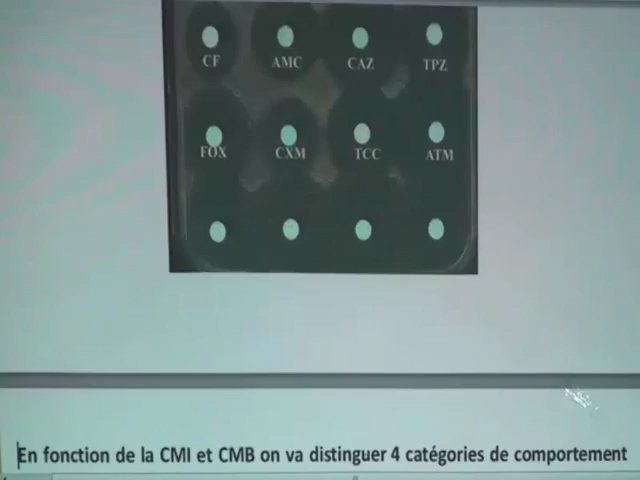 CF AMC CAZ TPZ
FOX CXM TCC ATM
En fonction de la CMI et CMB on va distinguer 4 catégories de comportement